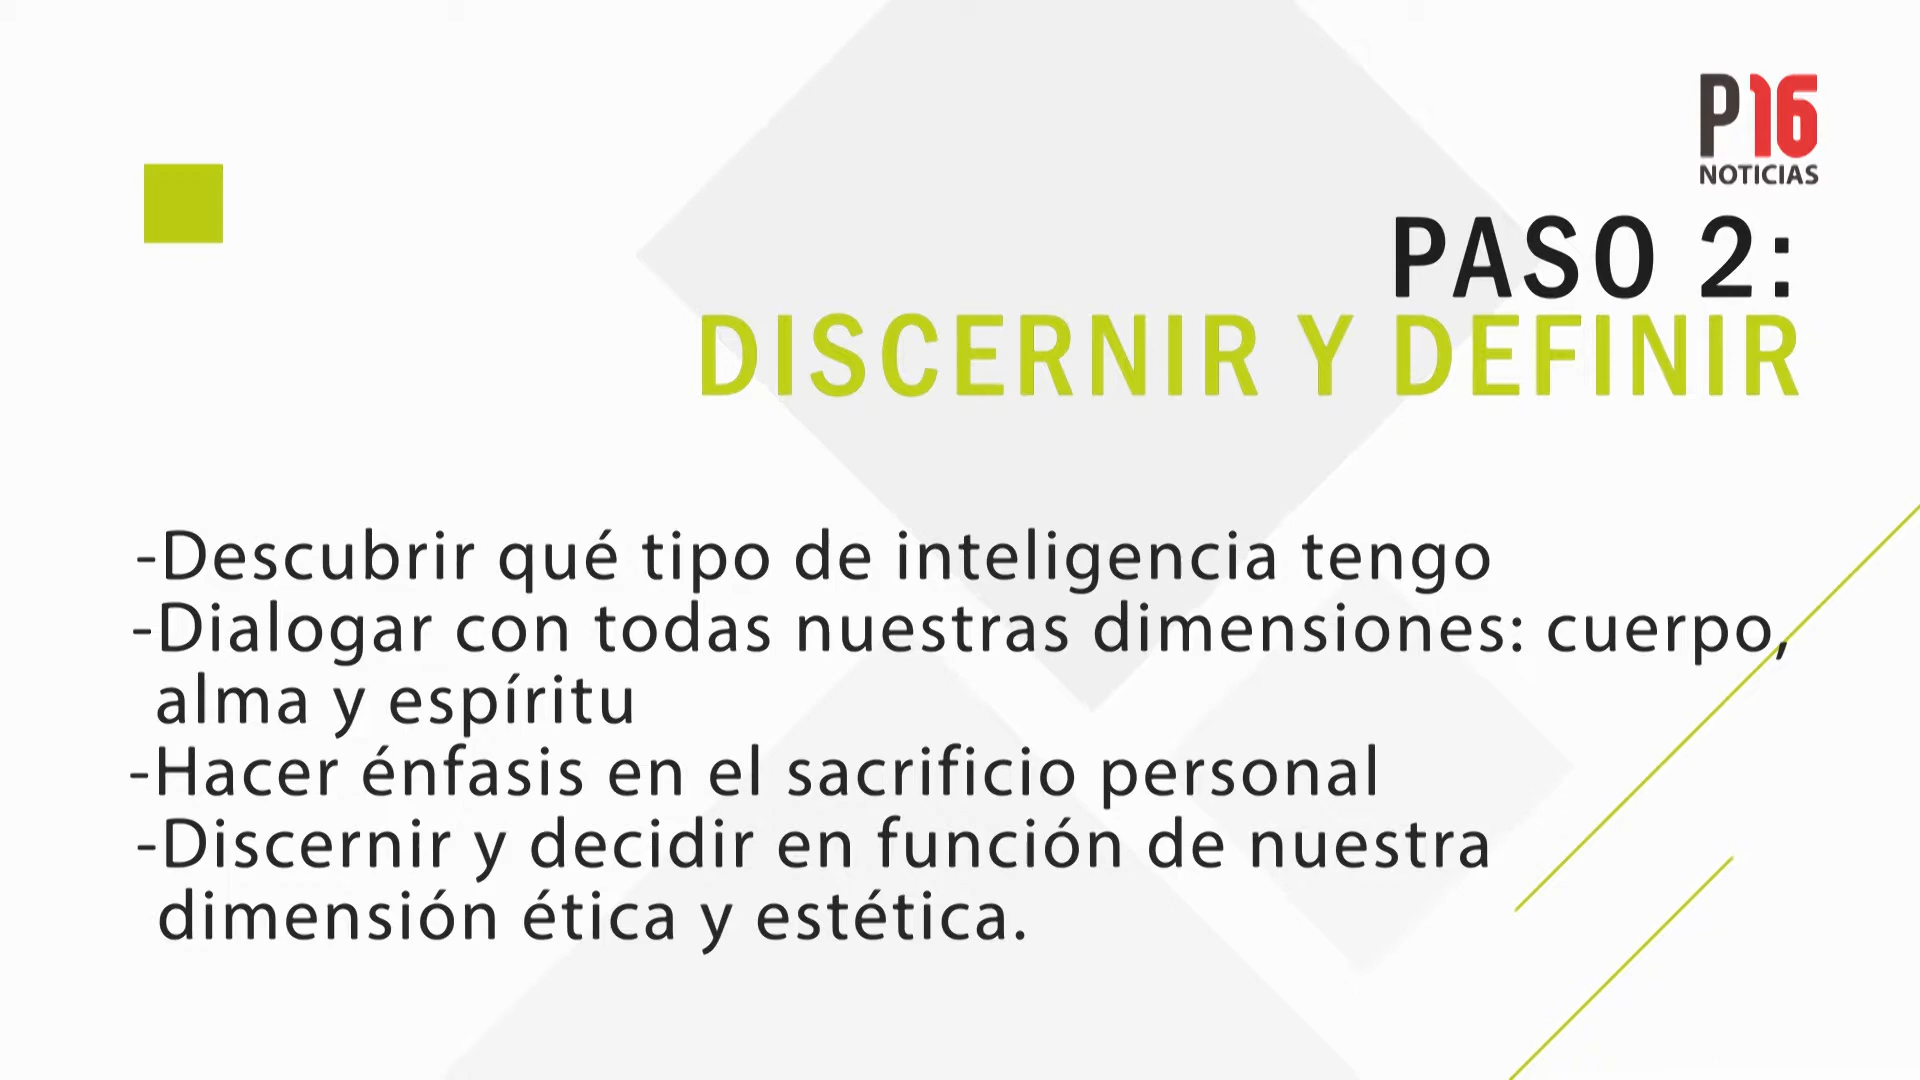 P16
NOTICIAS
PASO 2:
DISCERNIR Y DEFINIR
-Descubrir qué tipo de inteligencia tengo
-Dialogar con todas nuestras dimensiones: cuerpo,
alma y espíritu
-Hacer énfasis en el sacrificio personal
-Discernir y decidir en función de nuestra
dimensión ética y estética.